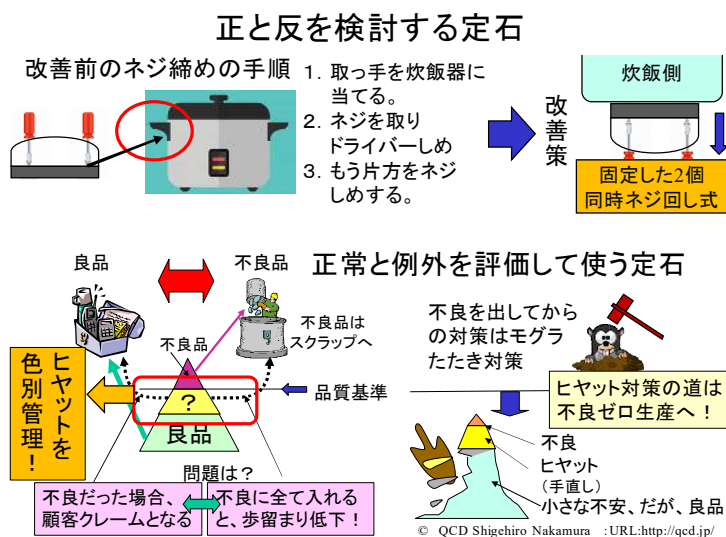 正と反を検討する定石
改善前のネジ締めの手順
1. 取っ手を炊飯器に
当てる。
２. ネジを取り
ドライバーしめ
３. もう片方をネジ
しめする。
改善策
炊飯側
固定した2個
同時ネジ回し式
正常と例外を評価して使う定石
良品
不良品
不良品は
スクラップへ
不良品
?
良品
品質基準
ヒヤットを
色別管理！
問題は？
不良だった場合、
顧客クレームとなる
不良に全て入れる
と、歩留まり低下！
不良を出してから
の対策はモグラ
たたき対策
ヒヤット対策の道は
不良ゼロ生産へ！
不良
ヒヤット
（手直し）
小さな不安、だが、良品
© QCD Shigehiro Nakamura :URL:http://qcd.jp/